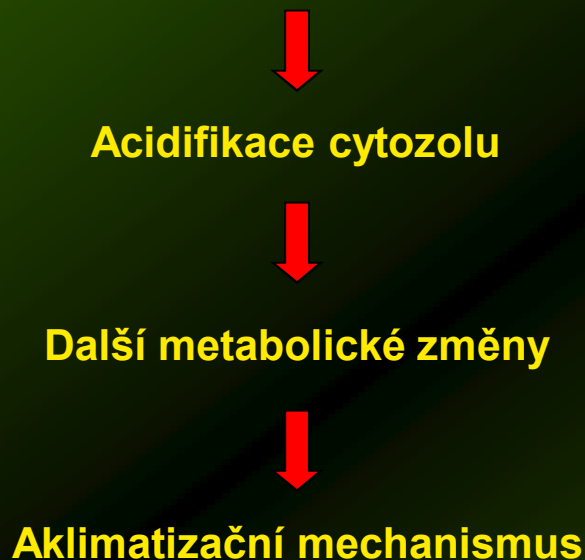 Acidifikace cytozolu
Další metabolické změny
Aklimatizační mechanismus